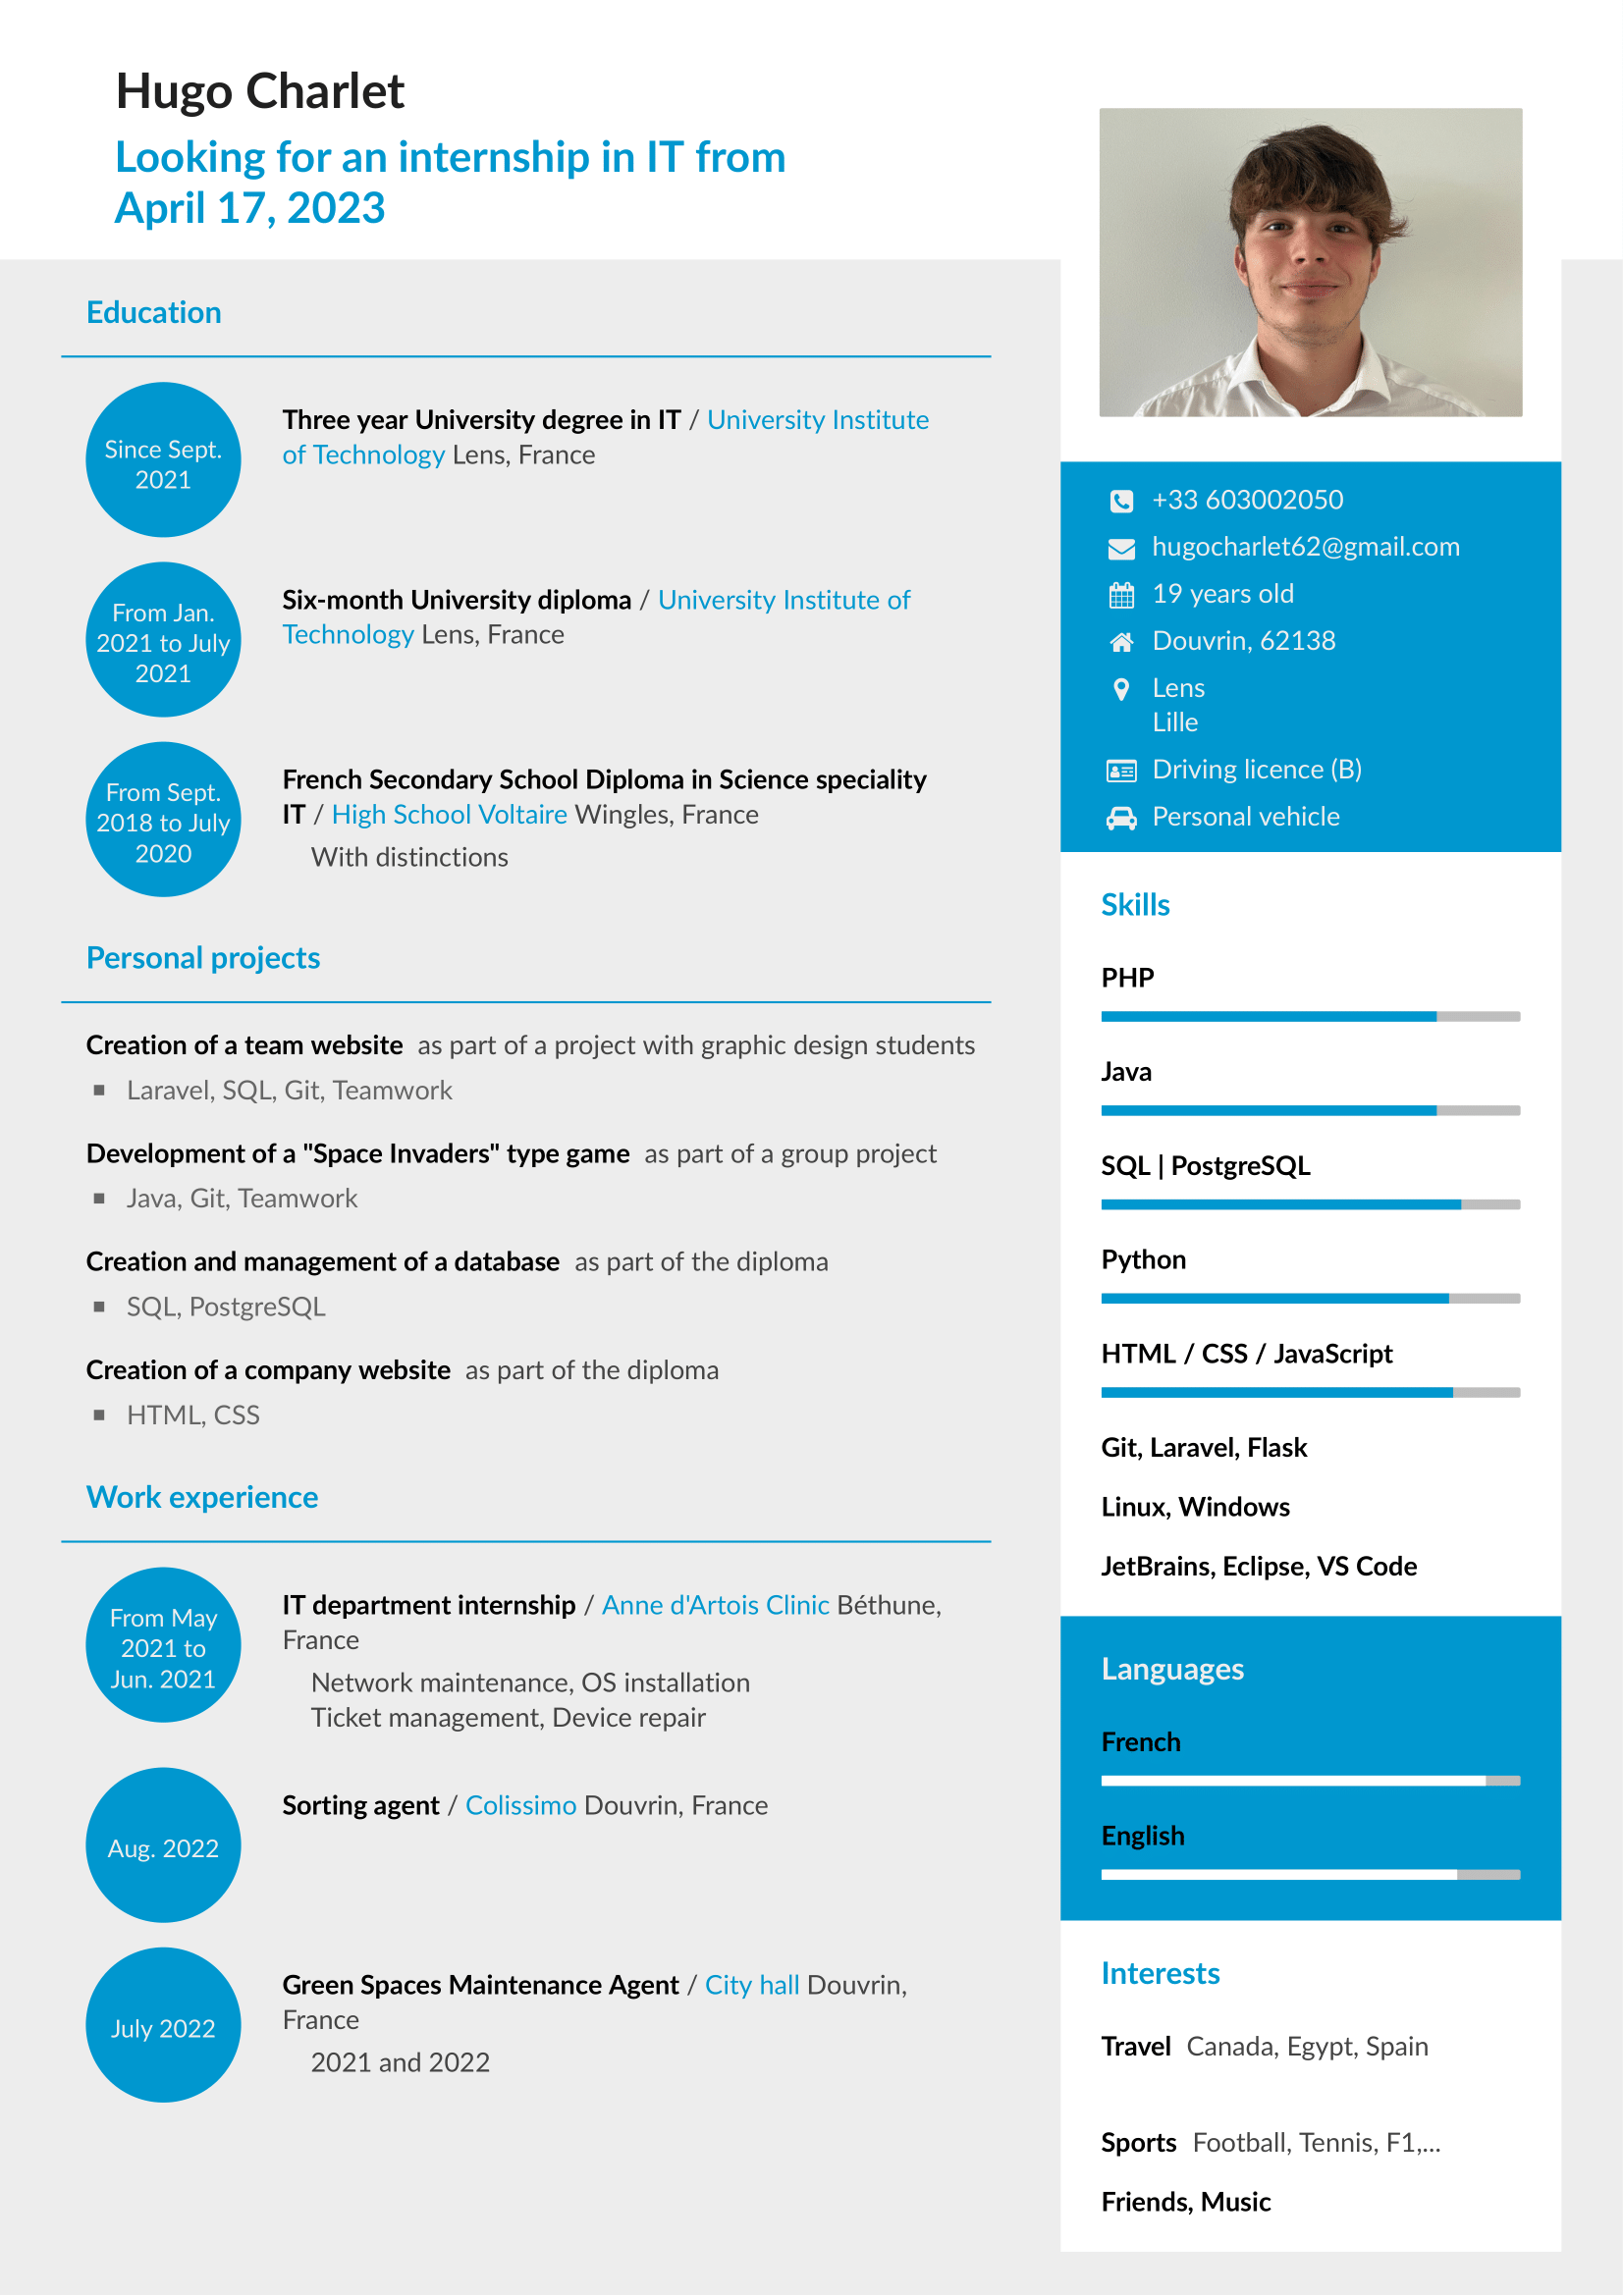 Hugo Charlet
Looking for an internship in IT from
April 17, 2023
Education
Since Sept.
2021
Three year University degree in IT / University Institute
of Technology Lens, France
From Jan.
2021 to July
2021
Six-month University diploma / University Institute of
Technology Lens, France
From Sept.
2018 to July
2020
French Secondary School Diploma in Science speciality
IT / High School Voltaire Wingles, France
With distinctions
Personal projects
Creation of a team website as part of a project with graphic design students
▪ Laravel, SQL, Git, Teamwork
Development of a "Space Invaders" type game as part of a group project
▪ Java, Git, Teamwork
Creation and management of a database as part of the diploma
▪ SQL, PostgreSQL
Creation of a company website as part of the diploma
▪ HTML, CSS
Work experience
From May
2021 to
Jun. 2021
IT department internship / Anne d'Artois Clinic Béthune,
France
Network maintenance, OS installation
Ticket management, Device repair
Aug. 2022
Sorting agent / Colissimo Douvrin, France
July 2022
Green Spaces Maintenance Agent / City hall Douvrin,
France
2021 and 2022
+33 603002050
hugocharlet62@gmail.com
19 years old
Douvrin, 62138
Lens
Lille
Driving licence (B)
Personal vehicle
Skills
PHP
Java
SQL | PostgreSQL
Python
HTML / CSS / JavaScript
Git, Laravel, Flask
Linux, Windows
JetBrains, Eclipse, VS Code
Languages
French
English
Interests
Travel Canada, Egypt, Spain
Sports Football, Tennis, F1,...
Friends, Music